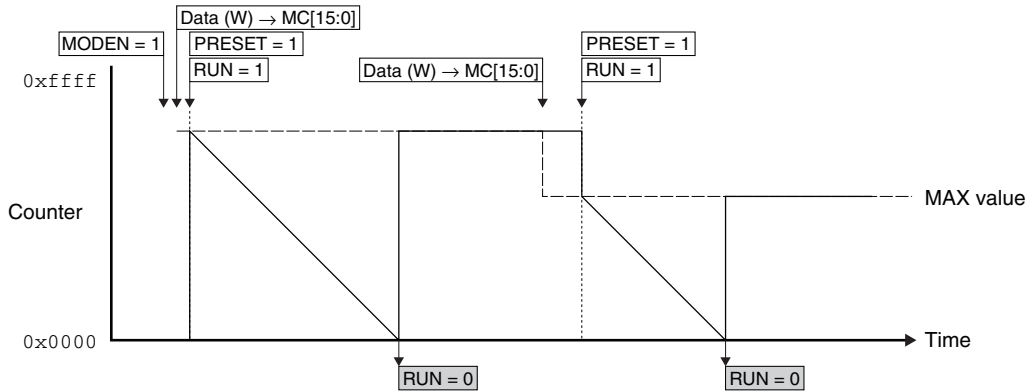 Data (W) → MC[15:0]
MODEN = 1
PRESET = 1
PRESET = 1
RUN = 1
Data (W) → MC[15:0]
RUN = 1
0xffff
Counter
MAX value
0x0000
Time
RUN = 0
RUN = 0